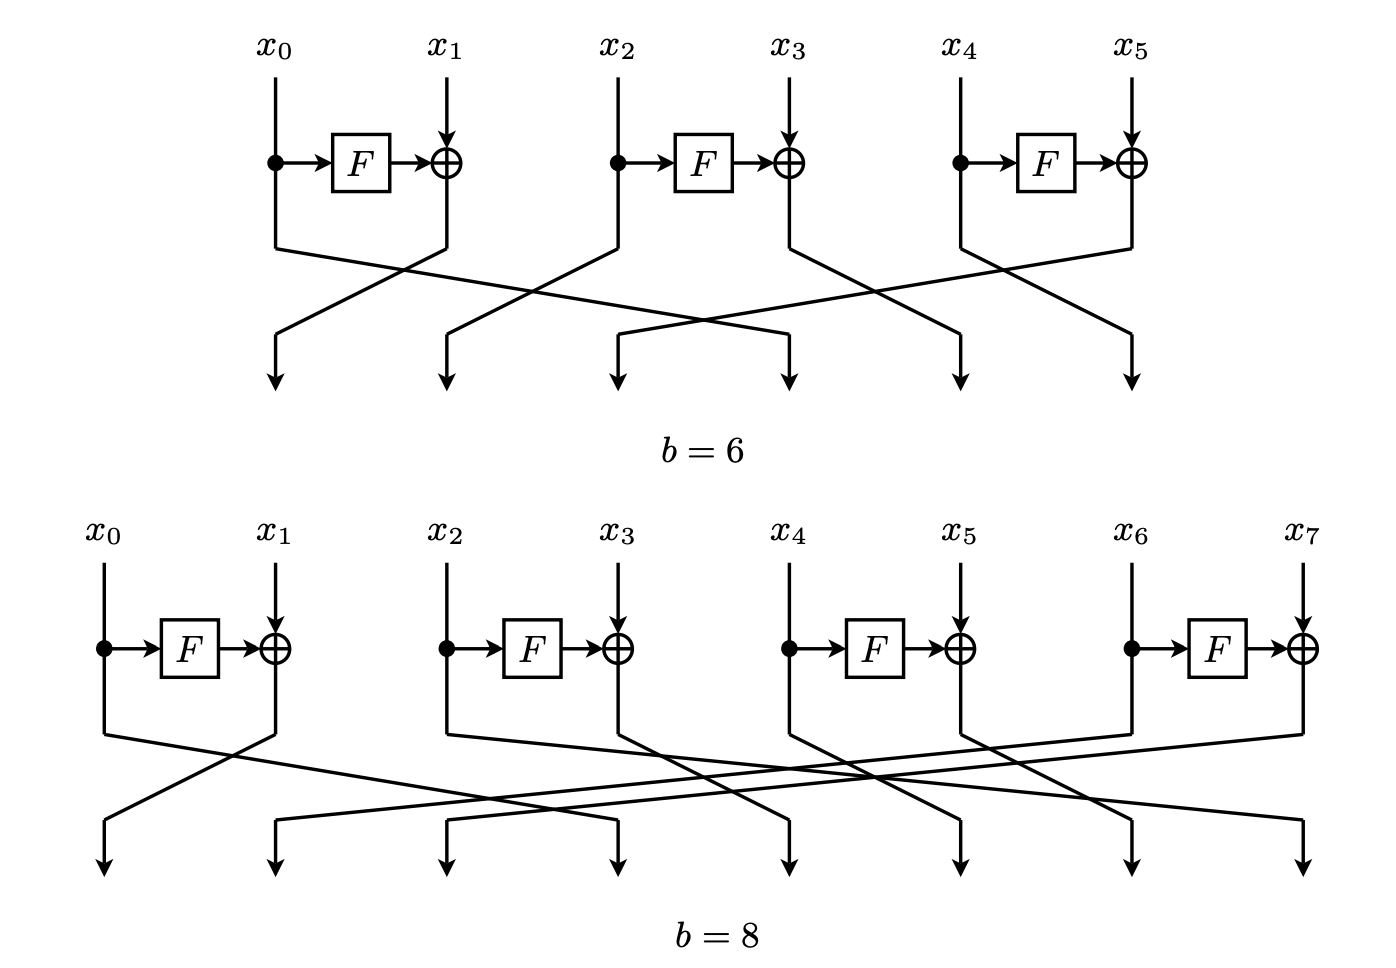 x₀ x₁ x₂ x₃ x₄ x₅
F F F
b = 6
x₀ x₁ x₂ x₃ x₄ x₅ x₆ x₇
F F F F
b = 8